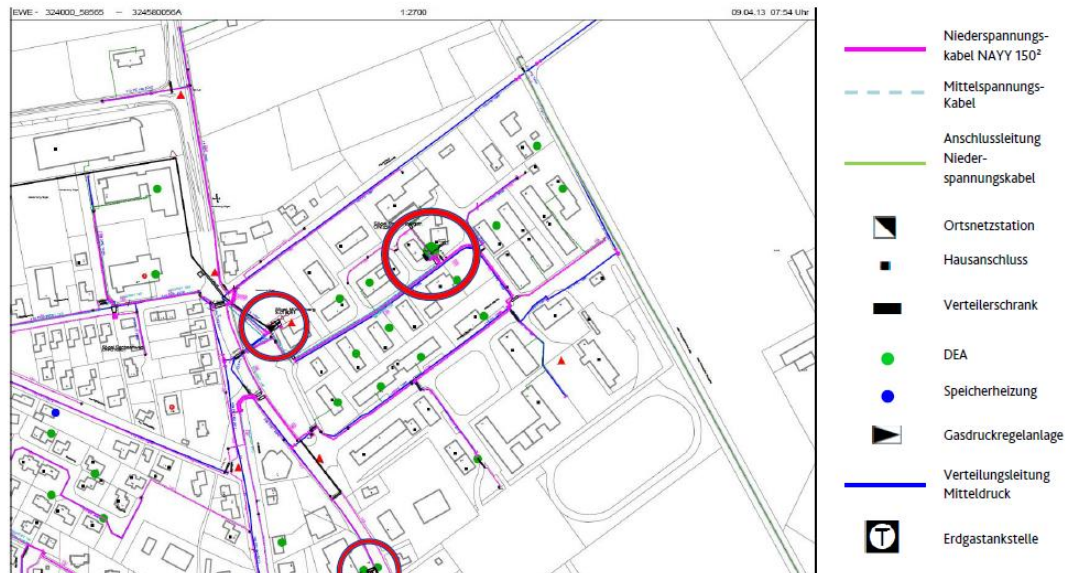 EWE - 324000_58565 - 324580056A 1:2700 09.04.13 07:54 Uhr
Niederspannungs-
kabel NAYY 150²
Mittelspannungs-
Kabel
Anschlussleitung
Nieder-
spannungskabel
Ortsnetzstation
Hausanschluss
Verteilerschrank
DEA
Speicherheizung
Gasdruckregelanlage
Verteilungsleitung
Mitteldruck
T
Erdgastankstelle